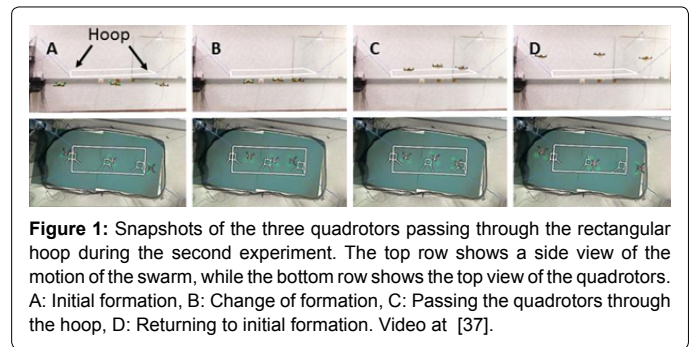 A Hoop B C D
Figure 1: Snapshots of the three quadrotors passing through the rectangular
hoop during the second experiment. The top row shows a side view of the
motion of the swarm, while the bottom row shows the top view of the quadrotors.
A: Initial formation, B: Change of formation, C: Passing the quadrotors through
the hoop, D: Returning to initial formation. Video at [37].